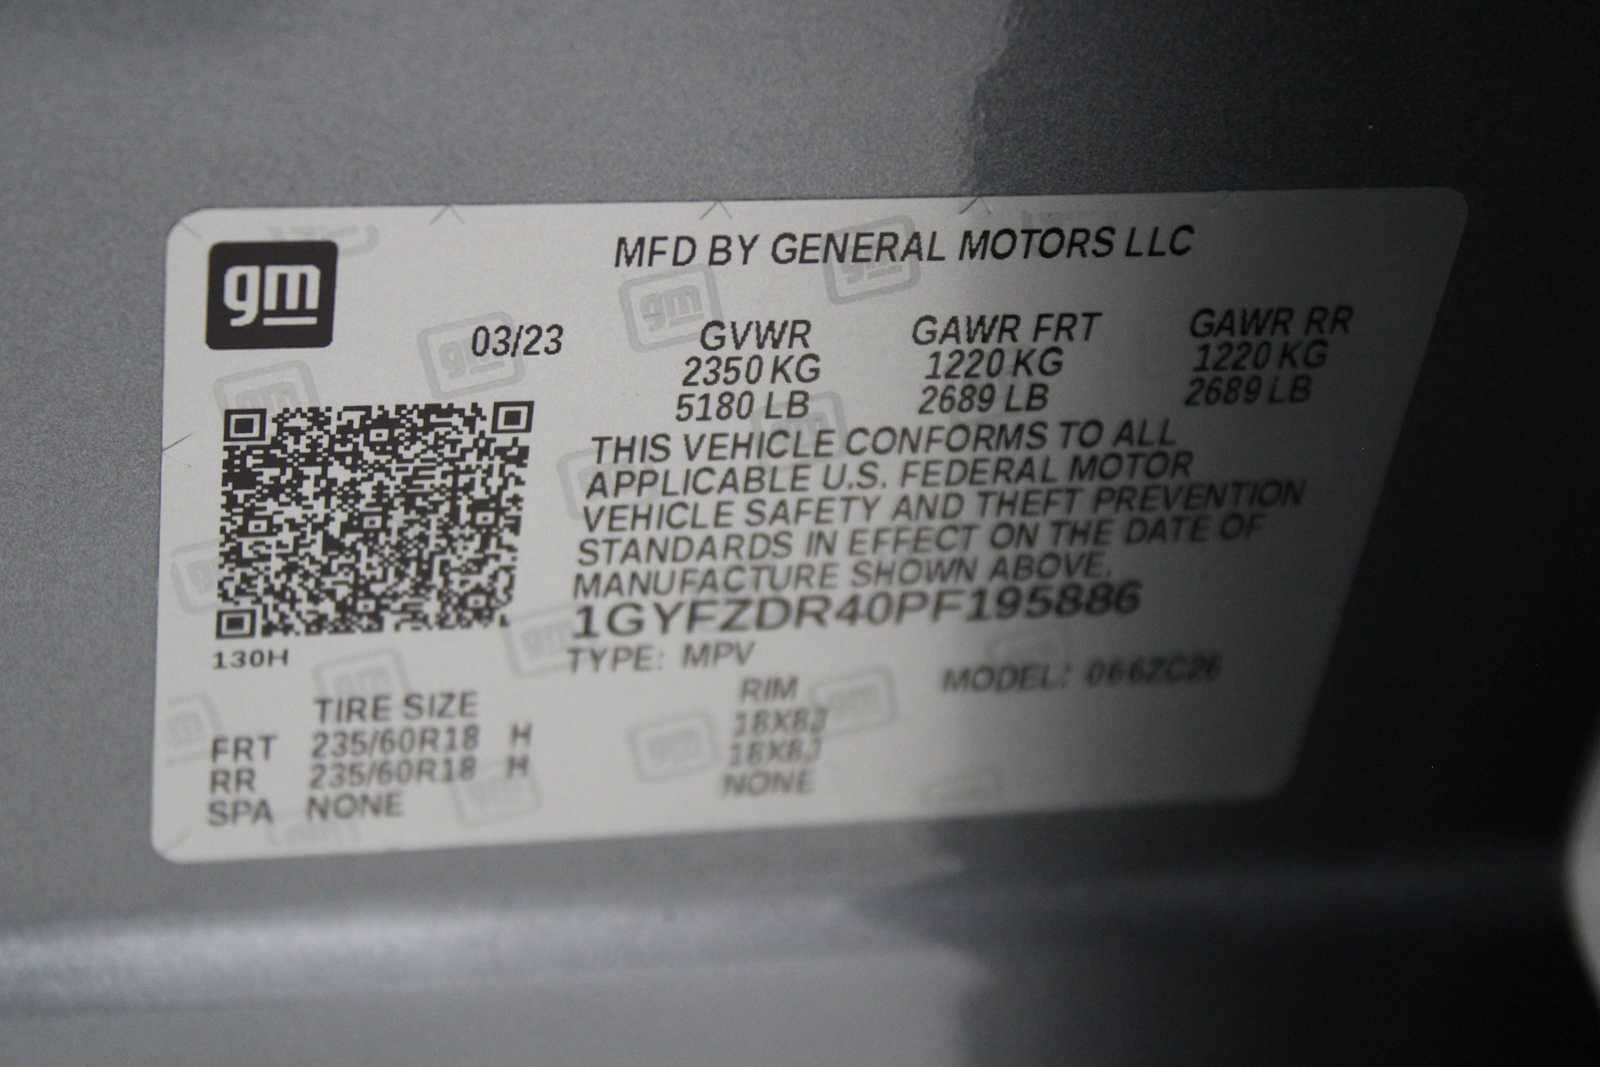 gm
MFD BY GENERAL MOTORS LLC
03/23 GVWR GAWR FRT GAWR RR
2350 KG 1220 KG 1220 KG
5180 LB 2689 LB 2689 LB
THIS VEHICLE CONFORMS TO ALL
APPLICABLE U.S. FEDERAL MOTOR
VEHICLE SAFETY AND THEFT PREVENTION
STANDARDS IN EFFECT ON THE DATE OF
MANUFACTURE SHOWN ABOVE.
1GYFZDR40PF195886
130H
TYPE: MPV
MODEL: 066ZC26
TIRE SIZE RIM
FRT 235/60R18 H 18X8J
RR 235/60R18 H 18X8J
SPA NONE NONE